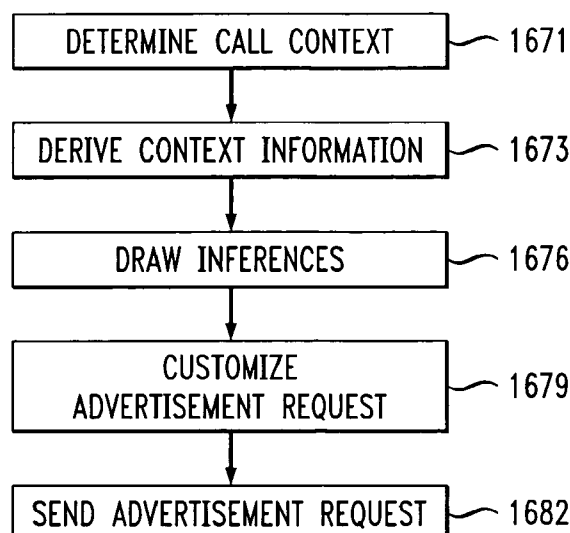 DETERMINE CALL CONTEXT 1671
DERIVE CONTEXT INFORMATION 1673
DRAW INFERENCES 1676
CUSTOMIZE
ADVERTISEMENT REQUEST 1679
SEND ADVERTISEMENT REQUEST 1682